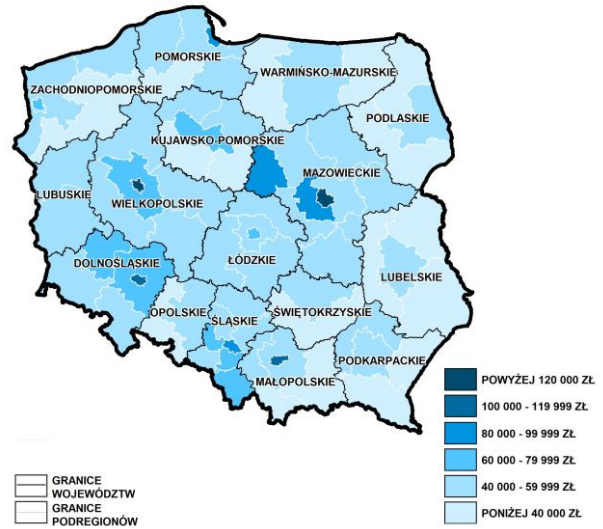 POMORSKIE
WARMIŃSKO-MAZURSKIE
ZACHODNIOPOMORSKIE
PODLASKIE
KUJAWSKO-POMORSKIE
MAZOWIECKIE
LUBUSKIE
WIELKOPOLSKIE
DOLNOŚLĄSKIE
ŁÓDZKIE
LUBELSKIE
OPOLSKIE
ŚLĄSKIE
ŚWIĘTOKRZYSKIE
PODKARPACKIE
MAŁOPOLSKIE
POWYŻEJ 120 000 ZŁ
100 000 - 119 999 ZŁ
80 000 - 99 999 ZŁ
60 000 - 79 999 ZŁ
40 000 - 59 999 ZŁ
PONIŻEJ 40 000 ZŁ
GRANICE
WOJEWÓDZTW
GRANICE
PODREGIONÓW